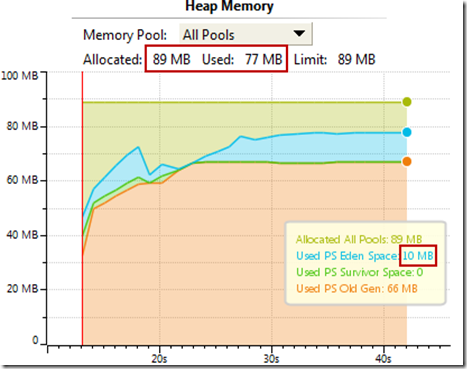 Heap Memory
Memory Pool: All Pools
Allocated: 89 MB Used: 77 MB Limit: 89 MB
100 MB
80 MB
60 MB
40 MB
20 MB
0
Allocated All Pools: 89 MB
Used PS Eden Space: 10 MB
Used PS Survivor Space: 0
Used PS Old Gen: 66 MB
20s 30s 40s